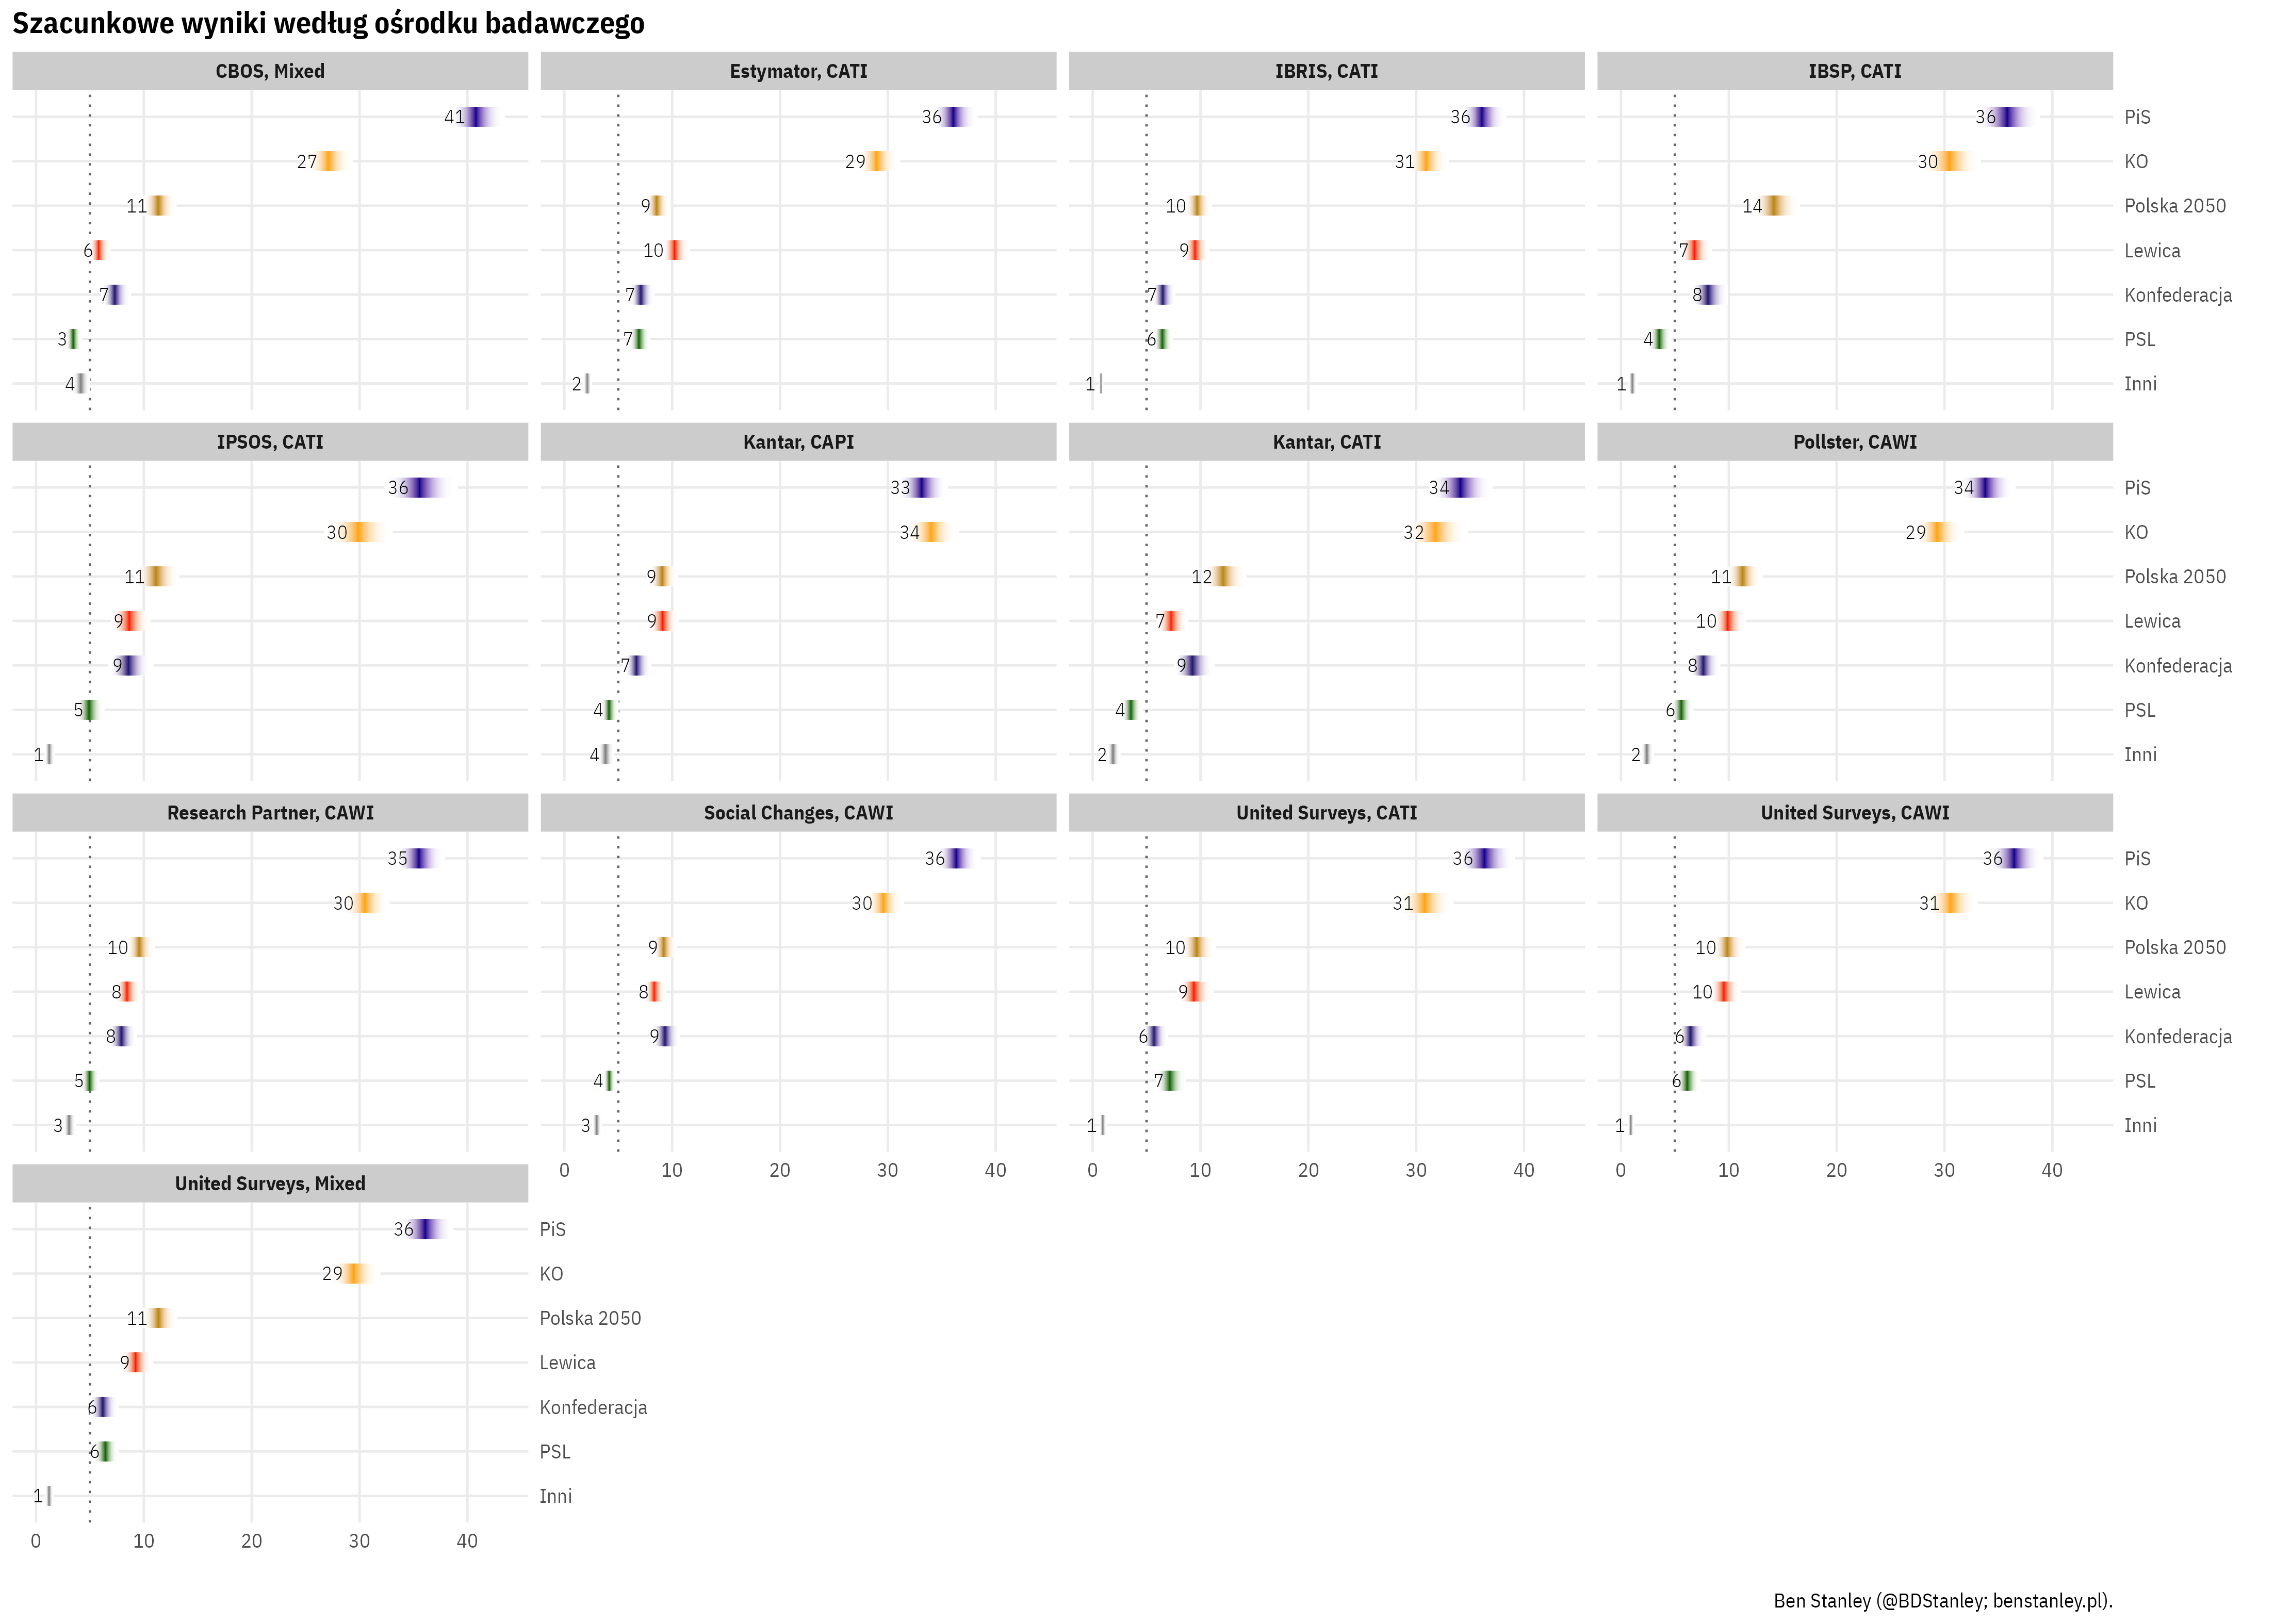 Szacunkowe wyniki według ośrodku badawczego
CBOS, Mixed
Estymator, CATI
IBRIS, CATI
IBSP, CATI
41 36 36 36 PiS
27 29 31 30 KO
11 9 10 14 Polska 2050
6 10 9 7 Lewica
7 7 7 8 Konfederacja
3 7 6 4 PSL
4 2 1 1 Inni
IPSOS, CATI
Kantar, CAPI
Kantar, CATI
Pollster, CAWI
36 33 34 34 PiS
30 34 32 29 KO
11 9 12 11 Polska 2050
9 9 7 10 Lewica
9 7 9 8 Konfederacja
5 4 4 6 PSL
1 4 2 2 Inni
Research Partner, CAWI
Social Changes, CAWI
United Surveys, CATI
United Surveys, CAWI
35 36 36 36 PiS
30 30 31 31 KO
10 9 10 10 Polska 2050
8 8 9 10 Lewica
8 9 6 6 Konfederacja
5 4 7 6 PSL
3 3 1 1 Inni
0 10 20 30 40 0 10 20 30 40 0 10 20 30 40
United Surveys, Mixed
36 PiS
29 KO
11 Polska 2050
9 Lewica
6 Konfederacja
6 PSL
1 Inni
0 10 20 30 40
Ben Stanley (@BDStanley; benstanley.pl).